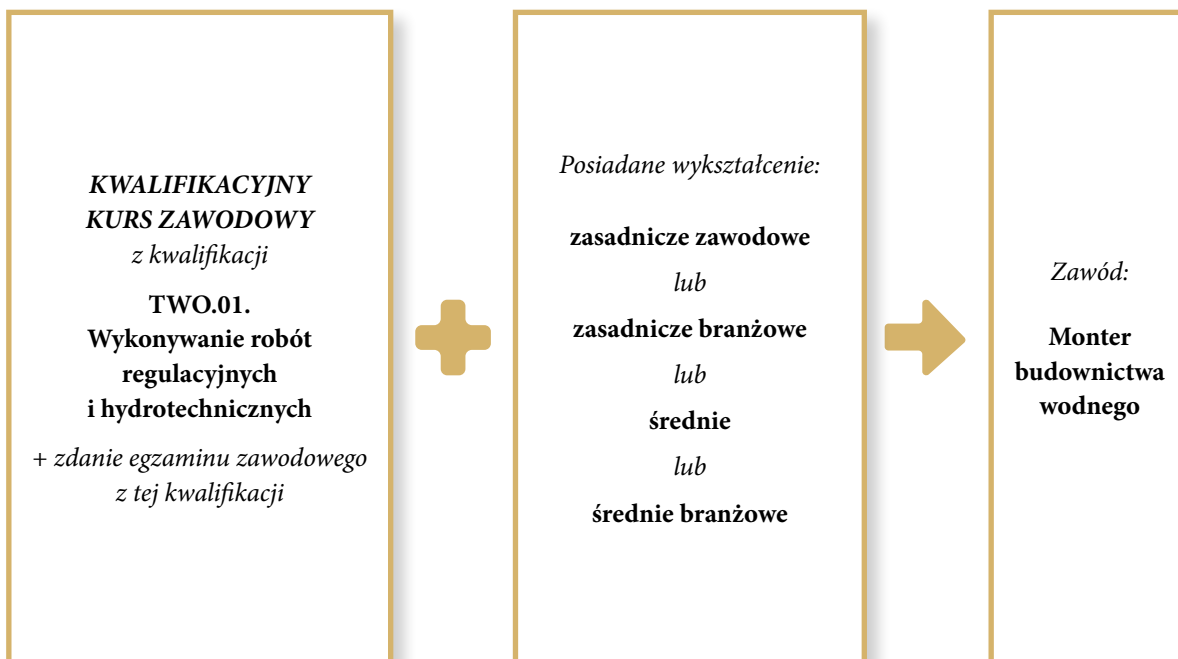 KWALIFIKACYJNY
KURS ZAWODOWY
z kwalifikacji
TWO.01.
Wykonywanie robót
regulacyjnych
i hydrotechnicznych
+ zdanie egzaminu zawodowego
z tej kwalifikacji
Posiadane wykształcenie:
zasadnicze zawodowe
lub
zasadnicze branżowe
lub
średnie
lub
średnie branżowe
Zawód:
Monter
budownictwa
wodnego